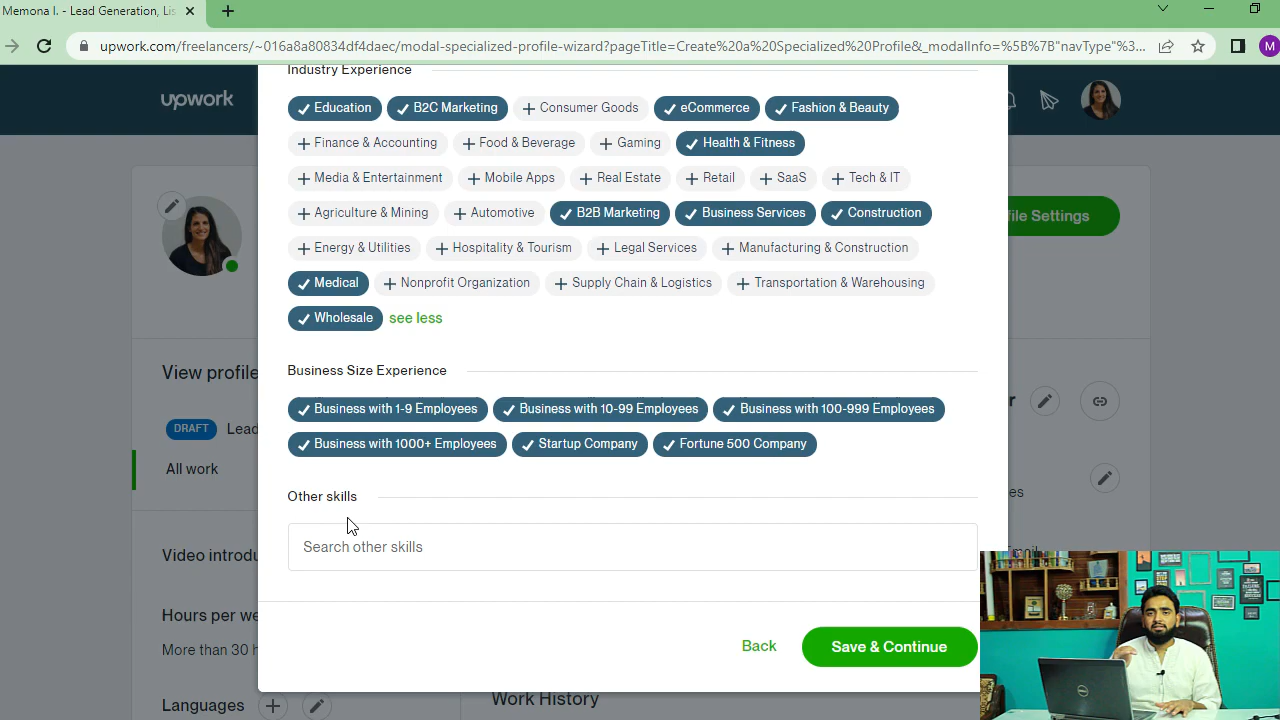 Memona I. - Lead Generation, Lis
upwork.com/freelancers/~016a8a80834df4daec/modal-specialized-profile-wizard?pageTitle=Create%20a%20Specialized%20Profile&_modalInfo=%5B%7B"navType"%3...
M
upwork
Industry Experience
Education B2C Marketing Consumer Goods eCommerce Fashion & Beauty
Finance & Accounting Food & Beverage Gaming Health & Fitness
Media & Entertainment Mobile Apps Real Estate Retail SaaS Tech & IT
Agriculture & Mining Automotive B2B Marketing Business Services Construction
Energy & Utilities Hospitality & Tourism Legal Services Manufacturing & Construction
Medical Nonprofit Organization Supply Chain & Logistics Transportation & Warehousing
Wholesale see less
Business Size Experience
Business with 1-9 Employees Business with 10-99 Employees Business with 100-999 Employees
Business with 1000+ Employees Startup Company Fortune 500 Company
Other skills
Search other skills
Back Save & Continue
file Settings
View profile
DRAFT Lead
All work
Video introdu
Hours per we
More than 30 h
Languages
Work History
DELL